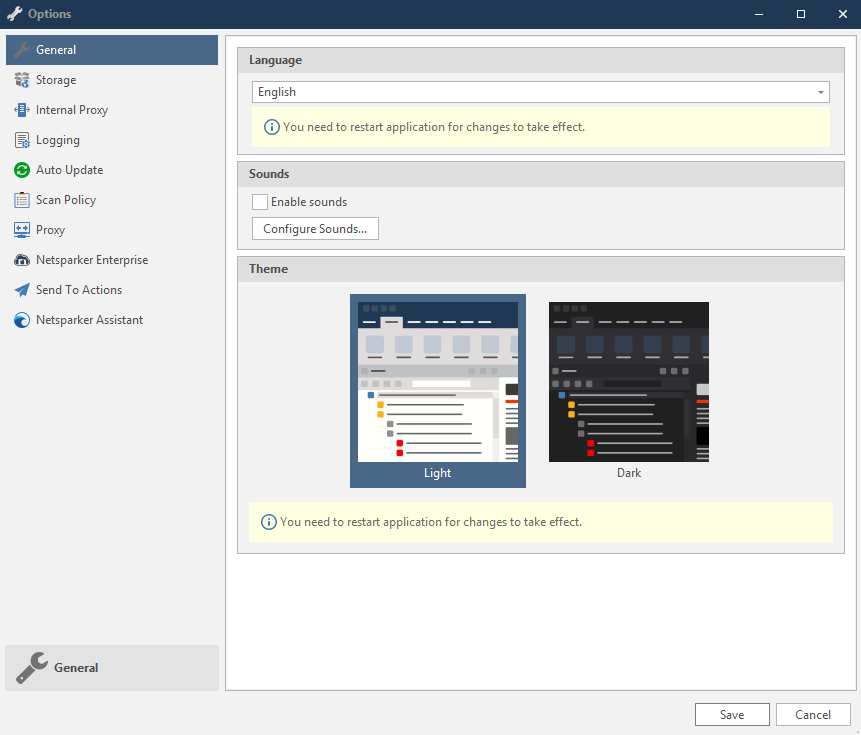 Options
General
Storage
Internal Proxy
Logging
Auto Update
Scan Policy
Proxy
Netsparker Enterprise
Send To Actions
Netsparker Assistant
General
Language
English
You need to restart application for changes to take effect.
Sounds
Enable sounds
Configure Sounds...
Theme
Light
Dark
You need to restart application for changes to take effect.
Save
Cancel